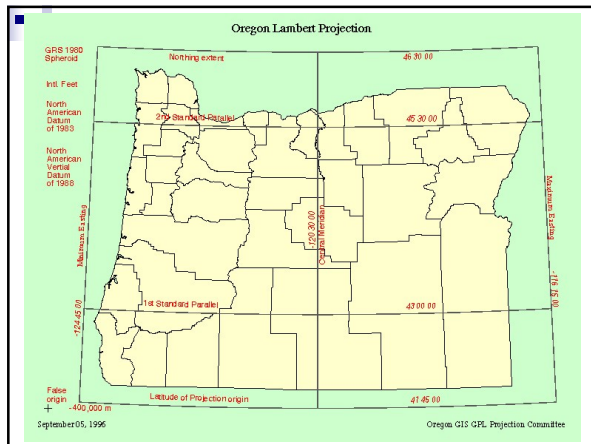 Oregon Lambert Projection
GRS 1980
Spheroid
Northing extent
46 30 00
Intl. Feet
North
American
Datum
of 1983
2nd Standard Parallel
45 30 00
North
American
Vertial
Datum
of 1988
Minimum Easting
-120 30 00
Central Meridian
Maximum Easting
-124 45 00
1st Standard Parallel
43 00 00
-116 15 00
False
origin
-400,000 m
Latitude of Projection origin
41 45 00
September 05, 1996
Oregon GIS GPL Projection Committee